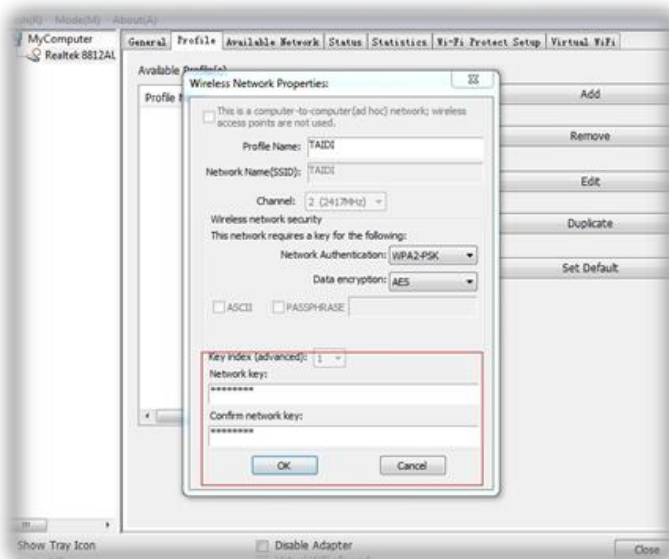 Mode(M) About(A)
MyComputer
Realtek 8812AL
General Profile Available Network Status Statistics Wi-Fi Protect Setup Virtual WiFi
Available Profile(s)
Profile N
Wireless Network Properties:
This is a computer-to-computer(ad hoc) network; wireless
access points are not used.
Profile Name: TAIDI
Network Name(SSID): TAIDI
Channel: 2 (2417MHz)
Wireless network security
This network requires a key for the following:
Network Authentication: WPA2-PSK
Data encryption: AES
ASCII PASSPHRASE
Key index (advanced): 1
Network key:
********
Confirm network key:
********
OK Cancel
Add
Remove
Edit
Duplicate
Set Default
Show Tray Icon Disable Adapter
Close